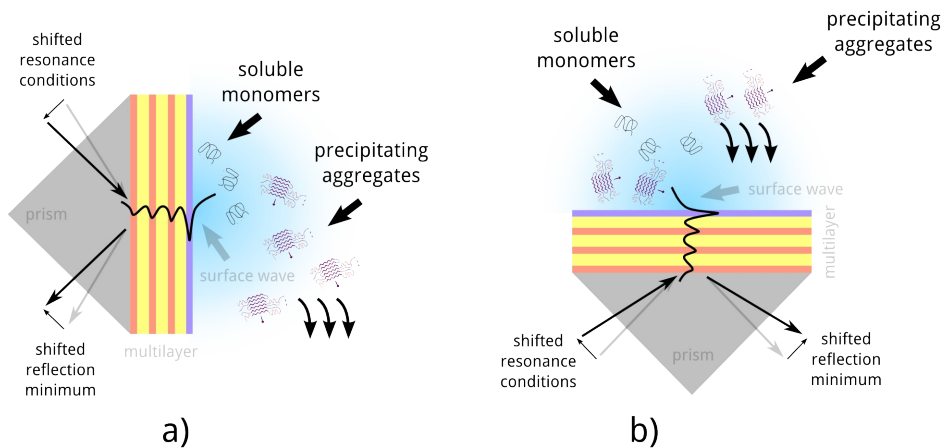 shifted
resonance
conditions
soluble
monomers
precipitating
aggregates
prism
surface wave
shifted
reflection
minimum
multilayer
a)
precipitating
aggregates
soluble
monomers
surface wave
multilayer
shifted
resonance
conditions
prism
shifted
reflection
minimum
b)